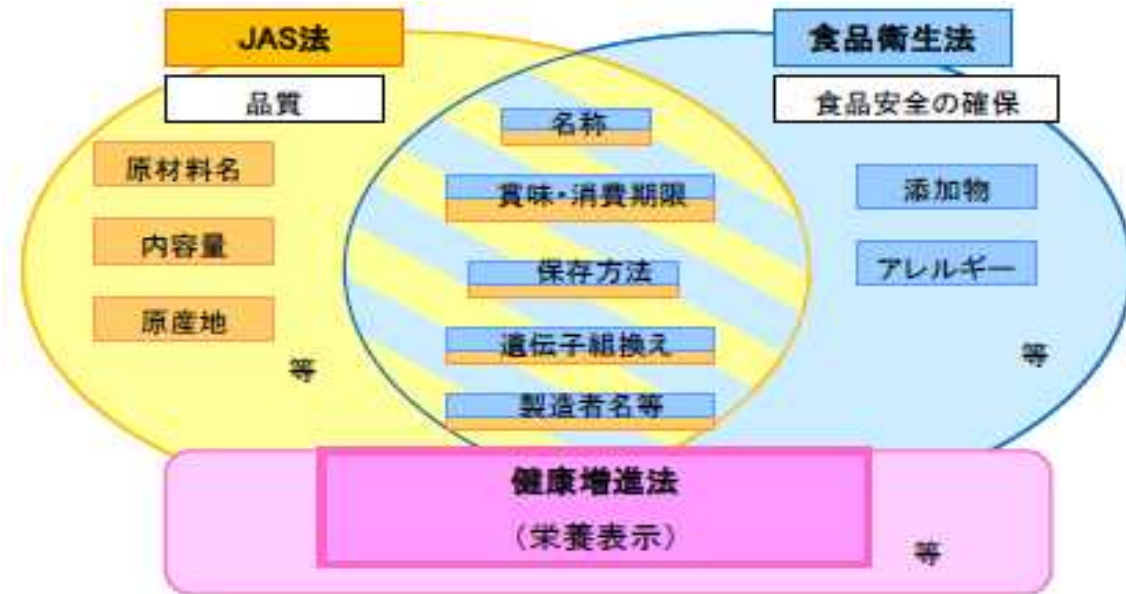 JAS法
品質
原材料名
内容量
原産地
等
名称
賞味・消費期限
保存方法
遺伝子組換え
製造者名等
食品衛生法
食品安全の確保
添加物
アレルギー
等
健康増進法
（栄養表示）
等